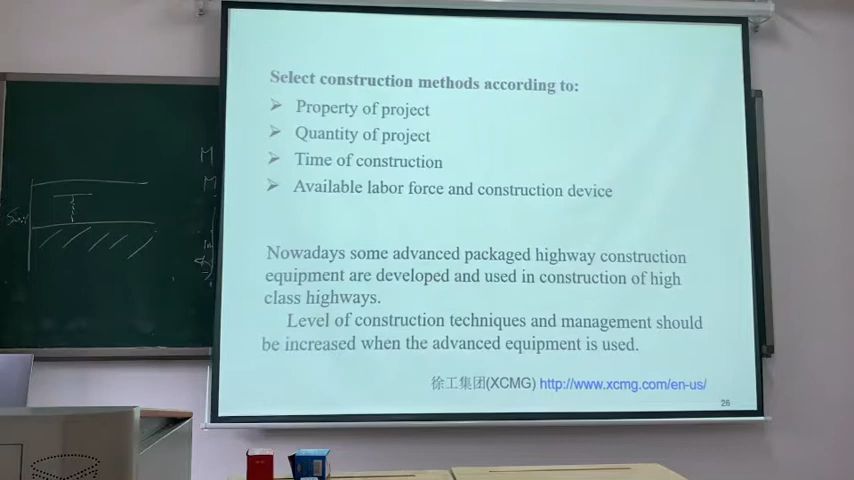 Select construction methods according to:
Property of project
Quantity of project
Time of construction
Available labor force and construction device
Nowadays some advanced packaged highway construction
equipment are developed and used in construction of high
class highways.
Level of construction techniques and management should
be increased when the advanced equipment is used.
徐工集团(XCMG) http://www.xcmg.com/en-us/
26
M
M